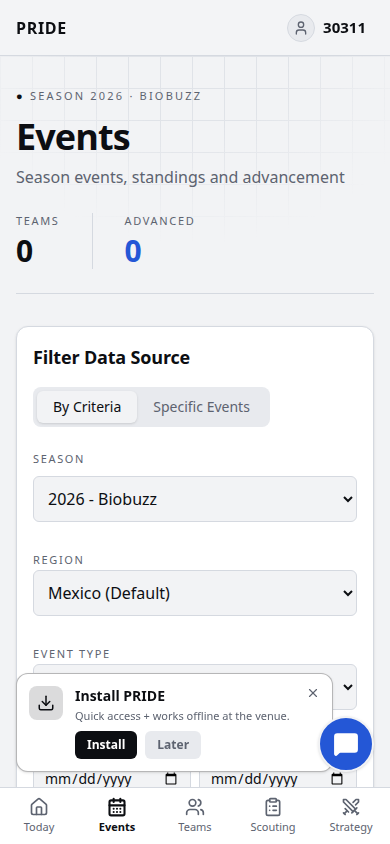 PRIDE
30311
● SEASON 2026 · BIOBUZZ
Events
Season events, standings and advancement
TEAMS
ADVANCED
0
0
Filter Data Source
By Criteria
Specific Events
SEASON
2026 - Biobuzz
REGION
Mexico (Default)
EVENT TYPE
Install PRIDE
Quick access + works offline at the venue.
Install
Later
mm/dd/yyyy
mm/dd/yyyy
Today
Events
Teams
Scouting
Strategy